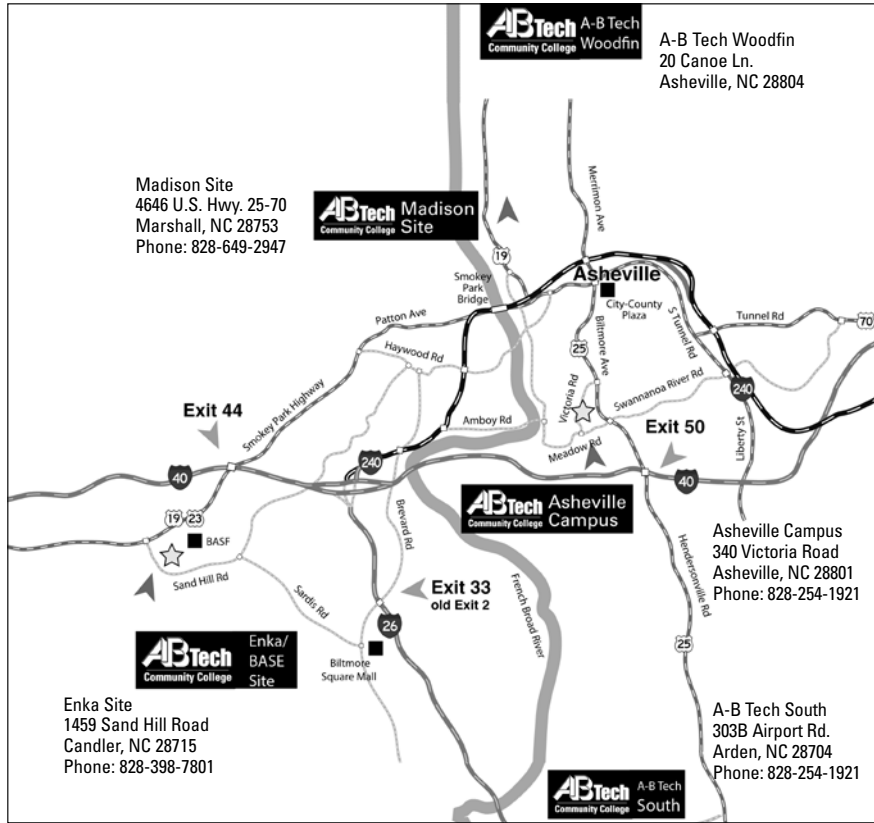 ABTech
Community College
A-B Tech
Woodfin
A-B Tech Woodfin
20 Canoe Ln.
Asheville, NC 28804
Madison Site
4646 U.S. Hwy. 25-70
Marshall, NC 28753
Phone: 828-649-2947
ABTech
Community College
Madison
Site
Merrimon Ave
19
Smokey
Park
Bridge
Asheville
City-County
Plaza
Patton Ave
Haywood Rd
25
Biltmore Ave
S Tunnel Rd
Tunnel Rd
70
Smokey Park Highway
Exit 44
Victoria Rd
Swannanoa River Rd
240
Amboy Rd
Meadow Rd
Exit 50
Liberty St
240
40
40
Brevard Rd
ABTech
Community College
Asheville
Campus
19
23
BASF
Sand Hill Rd
Sardis Rd
Exit 33
old Exit 2
26
French Broad River
Hendersonville Rd
Asheville Campus
340 Victoria Road
Asheville, NC 28801
Phone: 828-254-1921
25
ABTech
Community College
Enka/
BASE
Site
Biltmore
Square Mall
Enka Site
1459 Sand Hill Road
Candler, NC 28715
Phone: 828-398-7801
A-B Tech South
303B Airport Rd.
Arden, NC 28704
Phone: 828-254-1921
ABTech
Community College
A-B Tech
South